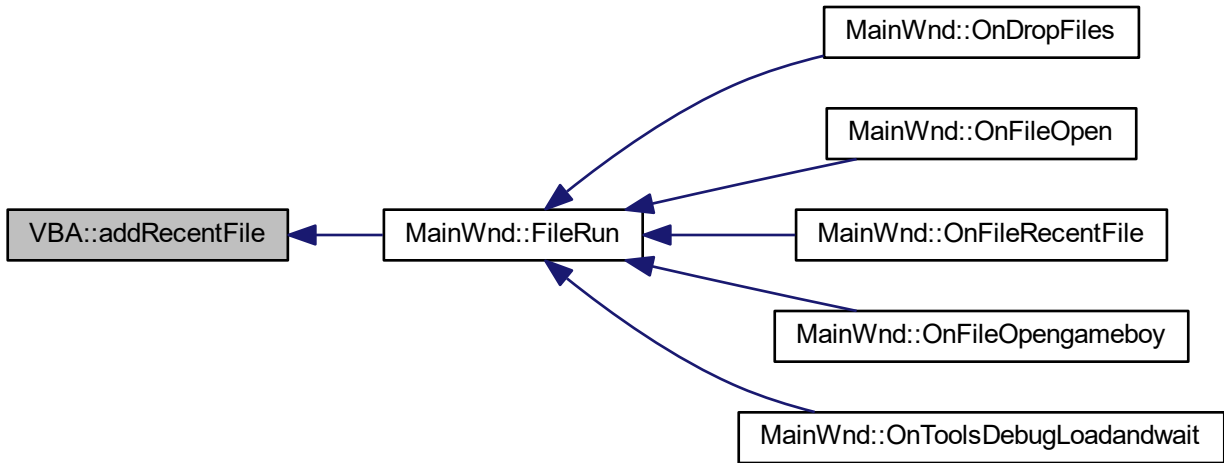 MainWnd::OnDropFiles
MainWnd::OnFileOpen
VBA::addRecentFile
MainWnd::FileRun
MainWnd::OnFileRecentFile
MainWnd::OnFileOpengameboy
MainWnd::OnToolsDebugLoadandwait